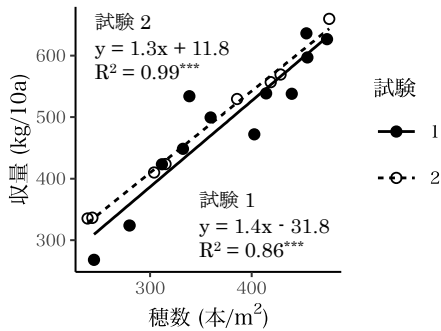 試験 2
y = 1.3x + 11.8
R² = 0.99***
600
500
400
300
収量 (kg/10a)
試験 1
y = 1.4x - 31.8
R² = 0.86***
300
400
穂数 (本/m²)
試験
1
2